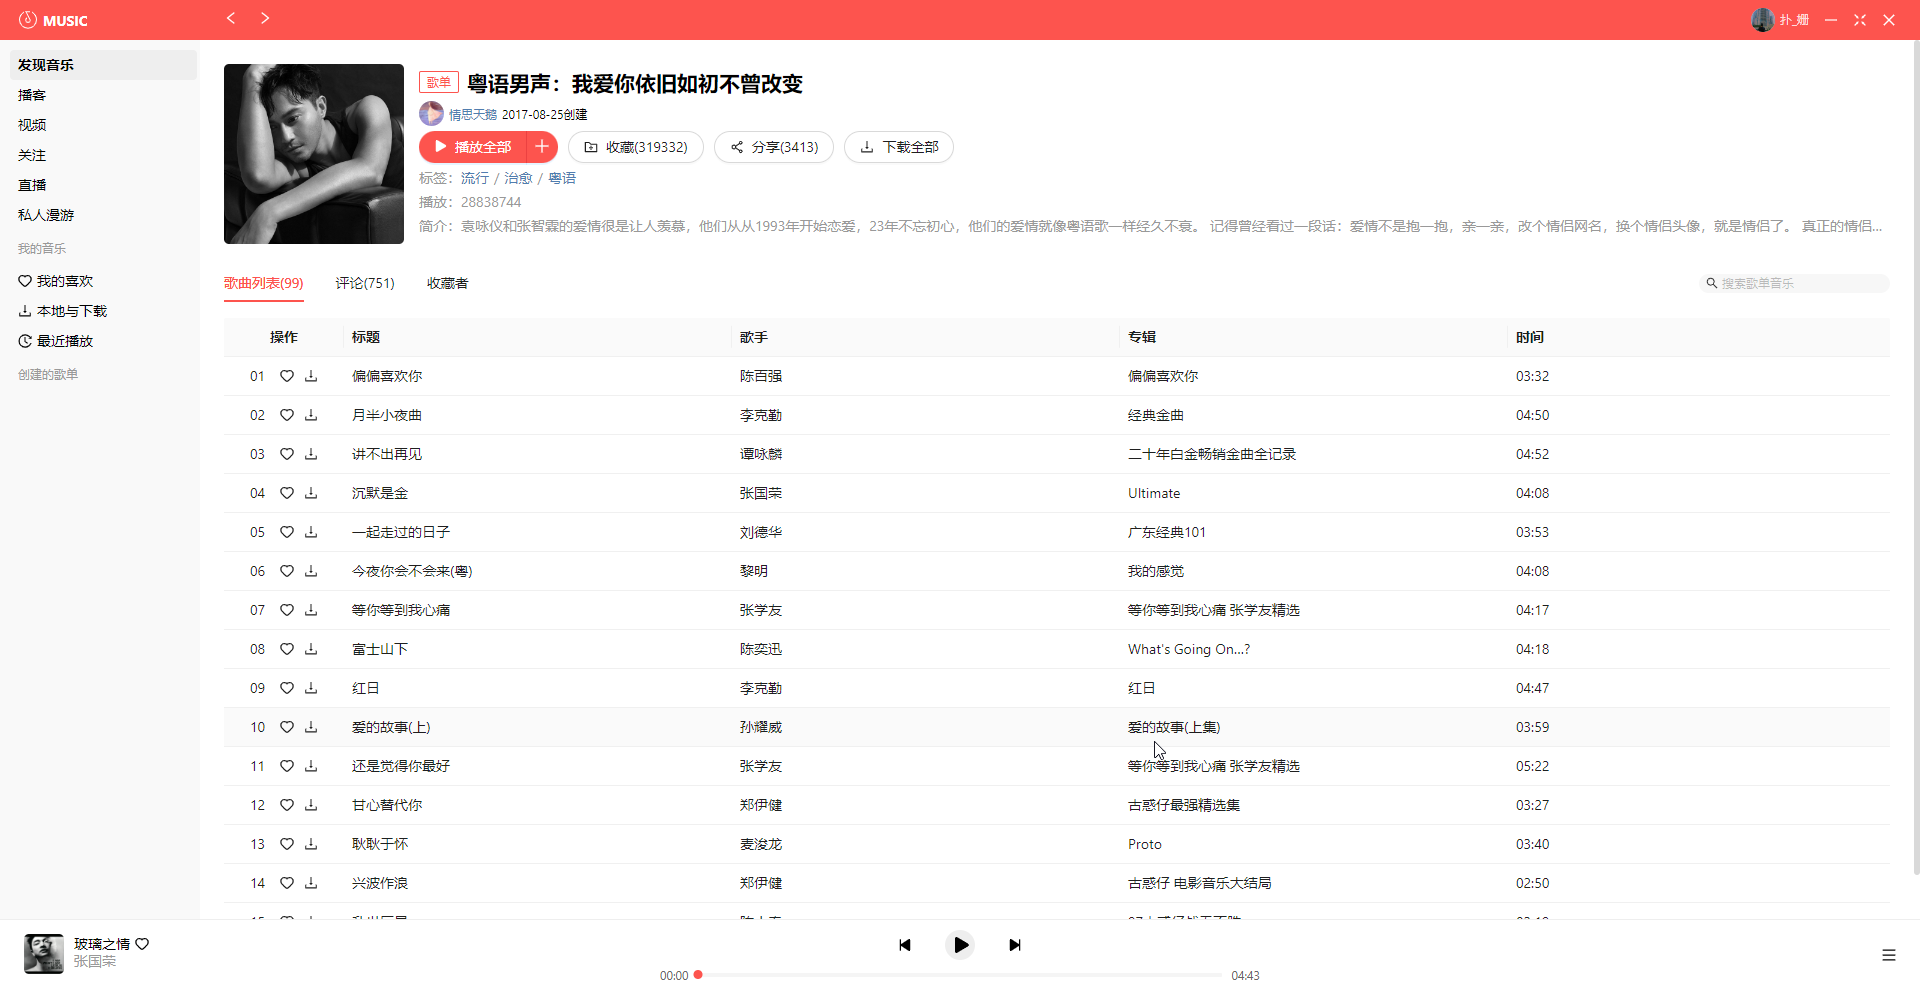 MUSIC
扑_姗
发现音乐
播客
视频
关注
直播
私人漫游
我的音乐
我的喜欢
本地与下载
最近播放
创建的歌单
歌单 粤语男声：我爱你依旧如初不曾改变
情思天鹅 2017-08-25创建
播放全部 收藏(319332) 分享(3413) 下载全部
标签：流行 / 治愈 / 粤语
播放：28838744
简介：袁咏仪和张智霖的爱情很是让人羡慕，他们从从1993年开始恋爱，23年不忘初心，他们的爱情就像粤语歌一样经久不衰。 记得曾经看过一段话：爱情不是抱一抱，亲一亲，改个情侣网名，换个情侣头像，就是情侣了。 真正的情侣...
歌曲列表(99) 评论(751) 收藏者 搜索歌单音乐
操作 标题 歌手 专辑 时间
01 偏偏喜欢你 陈百强 偏偏喜欢你 03:32
02 月半小夜曲 李克勤 经典金曲 04:50
03 讲不出再见 谭咏麟 二十年白金畅销金曲全记录 04:52
04 沉默是金 张国荣 Ultimate 04:08
05 一起走过的日子 刘德华 广东经典101 03:53
06 今夜你会不会来(粤) 黎明 我的感觉 04:08
07 等你等到我心痛 张学友 等你等到我心痛 张学友精选 04:17
08 富士山下 陈奕迅 What's Going On...? 04:18
09 红日 李克勤 红日 04:47
10 爱的故事(上) 孙耀威 爱的故事(上集) 03:59
11 还是觉得你最好 张学友 等你等到我心痛 张学友精选 05:22
12 甘心替代你 郑伊健 古惑仔最强精选集 03:27
13 耿耿于怀 麦浚龙 Proto 03:40
14 兴波作浪 郑伊健 古惑仔 电影音乐大结局 02:50
玻璃之情
张国荣
00:00 04:43